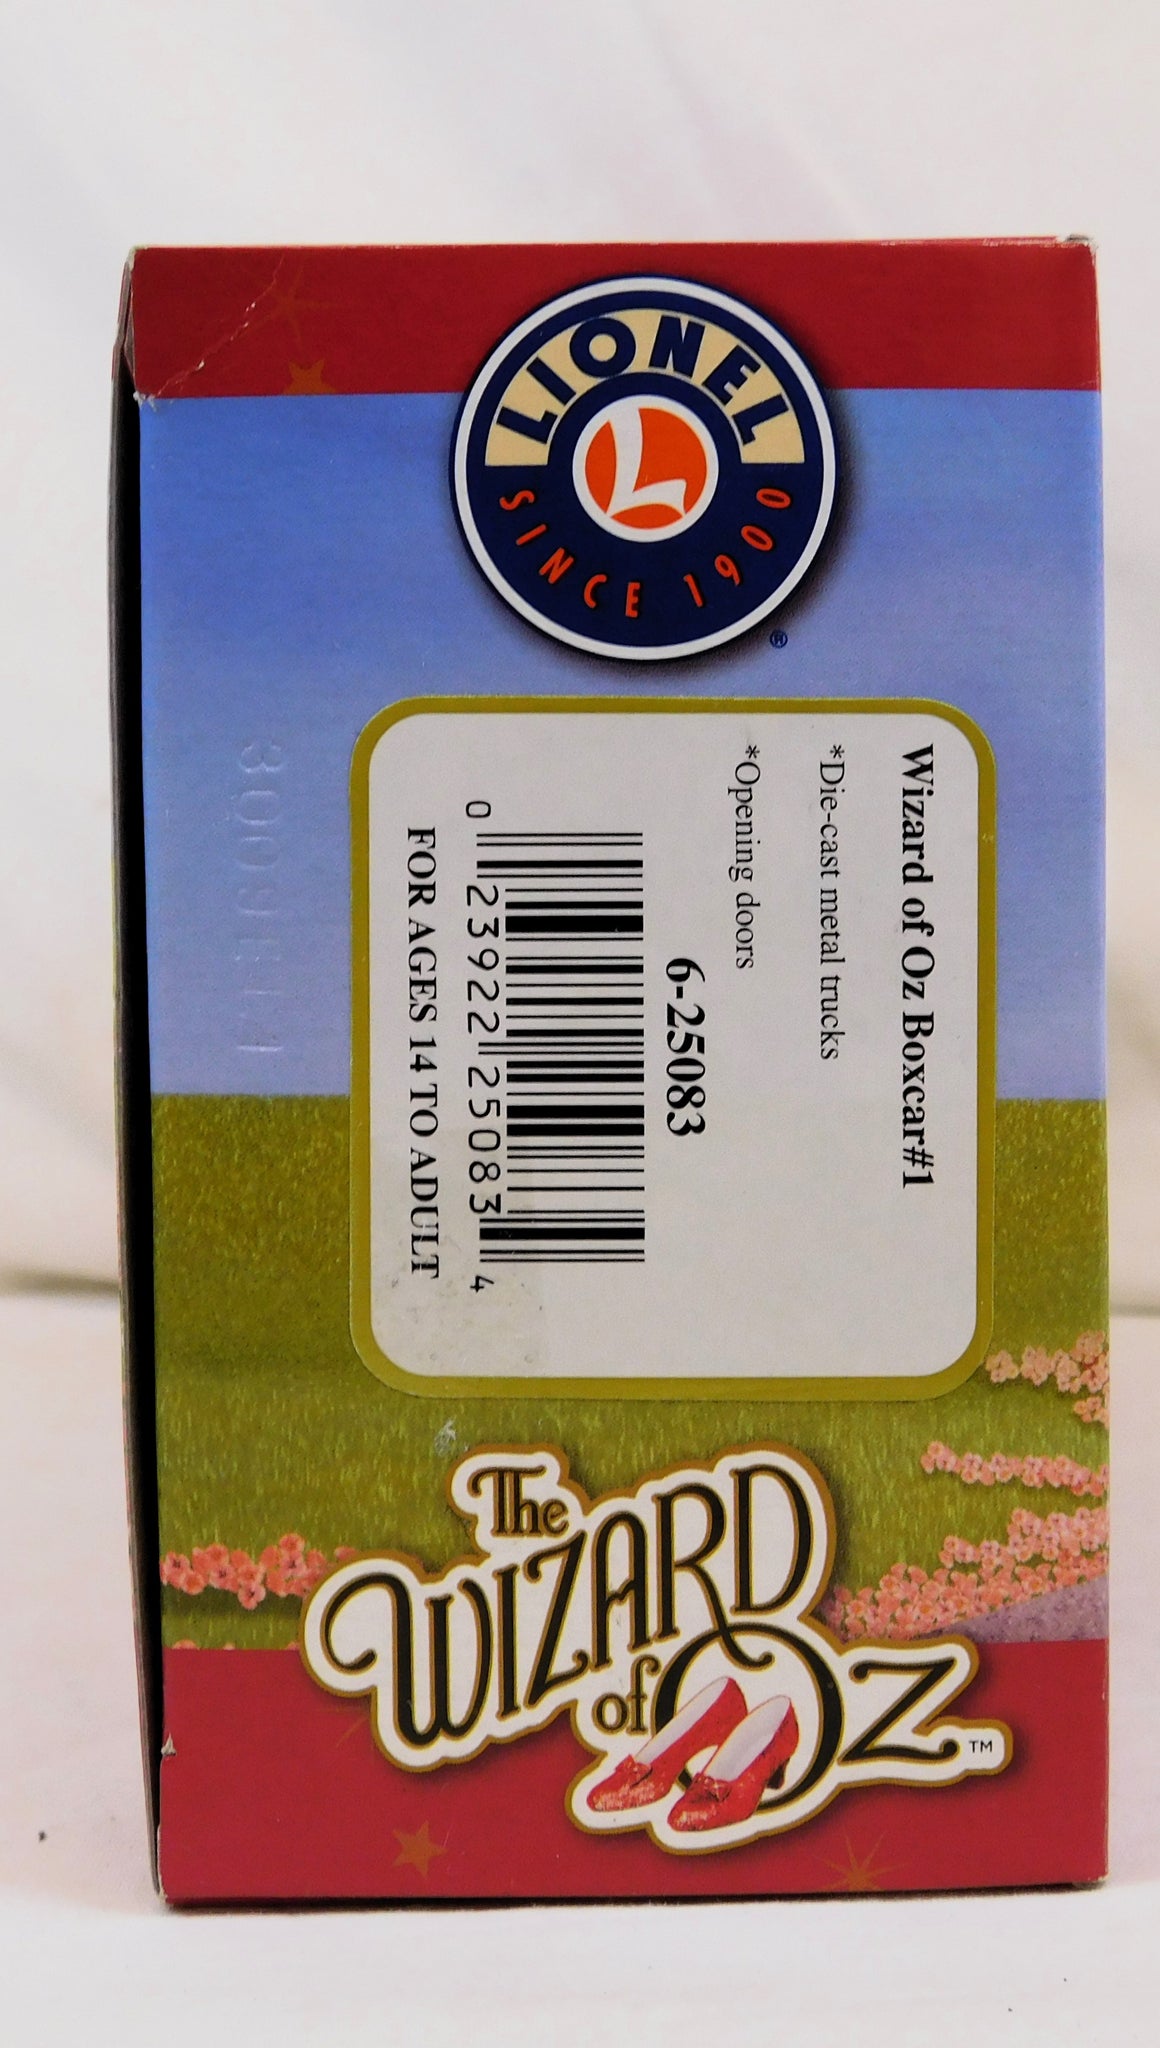 LIONEL
L
SINCE 1900
®
Wizard of Oz Boxcar#1
*Die-cast metal trucks
*Opening doors
6-25083
0 23922 25083 4
FOR AGES 14 TO ADULT
The
WIZARD
of OZ™